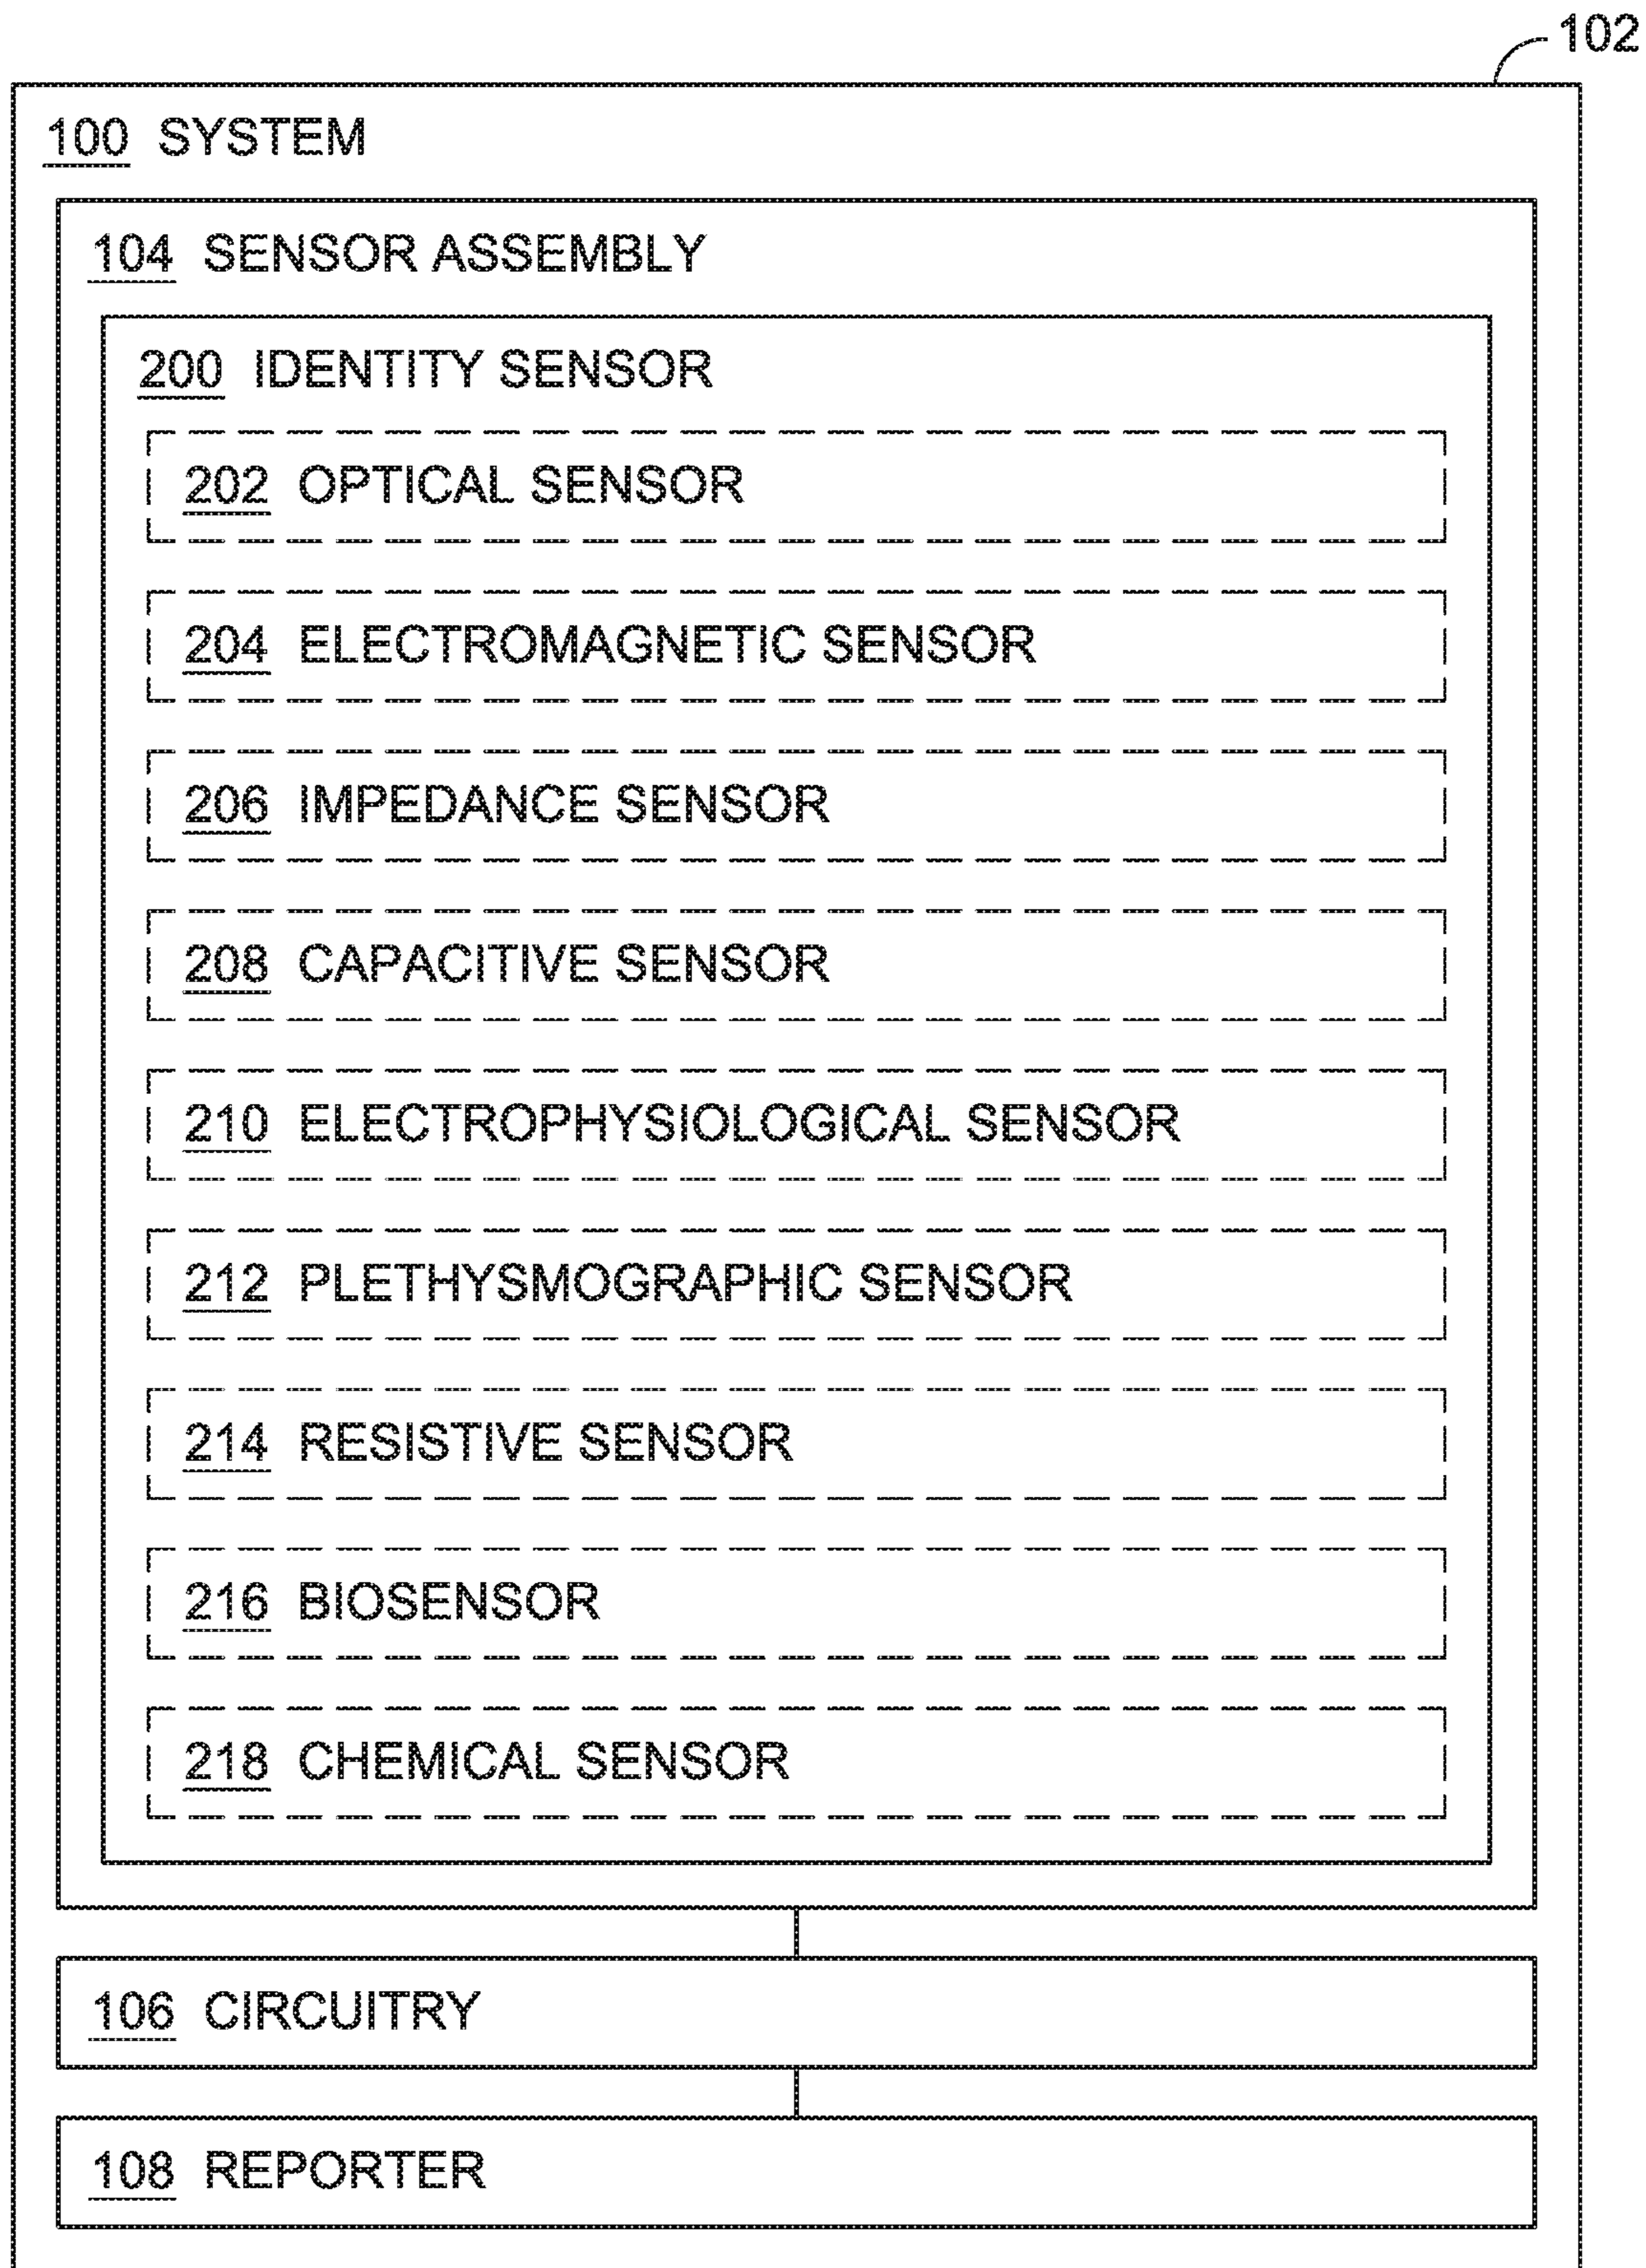 102
100 SYSTEM
104 SENSOR ASSEMBLY
200 IDENTITY SENSOR
202 OPTICAL SENSOR
204 ELECTROMAGNETIC SENSOR
206 IMPEDANCE SENSOR
208 CAPACITIVE SENSOR
210 ELECTROPHYSIOLOGICAL SENSOR
212 PLETHYSMOGRAPHIC SENSOR
214 RESISTIVE SENSOR
216 BIOSENSOR
218 CHEMICAL SENSOR
106 CIRCUITRY
108 REPORTER